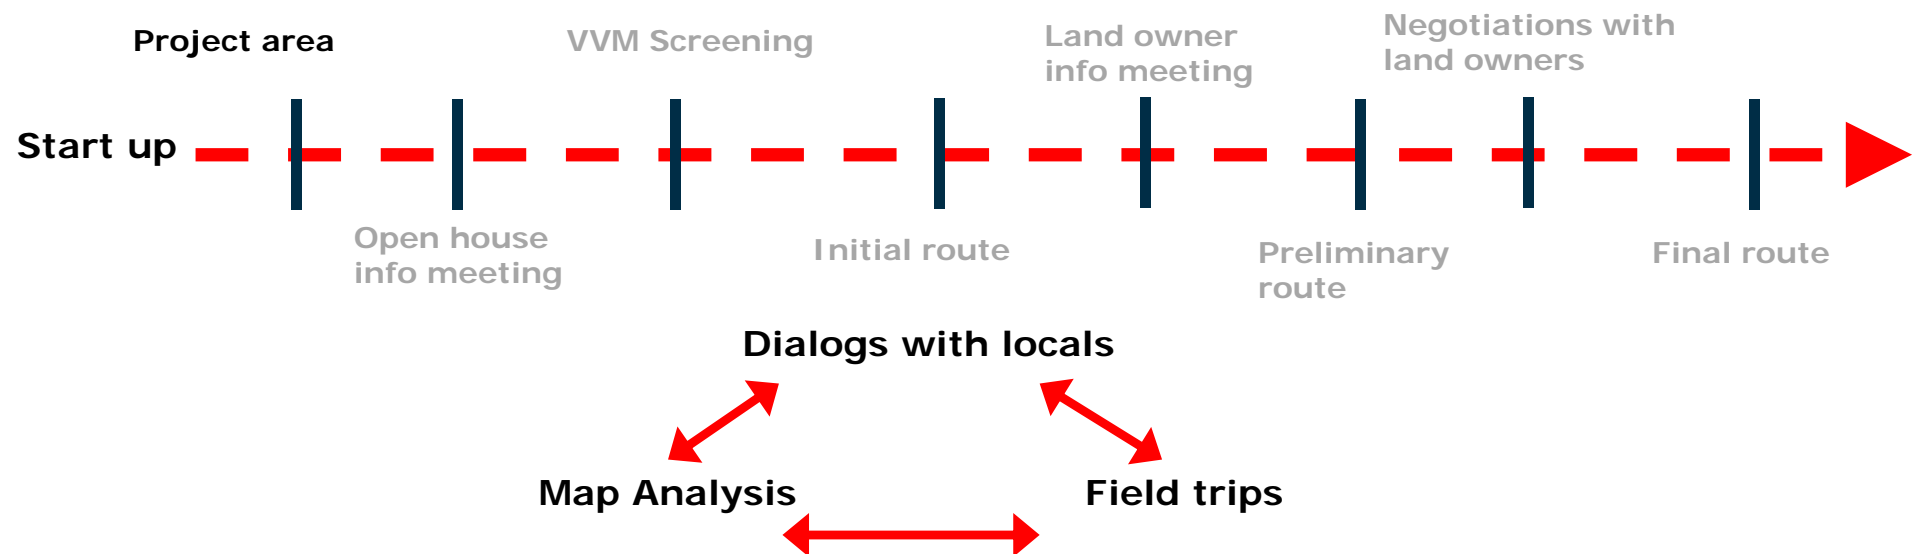 Project area
VVM Screening
Land owner
info meeting
Negotiations with
land owners
Start up
Open house
info meeting
Initial route
Preliminary
route
Final route
Dialogs with locals
Map Analysis
Field trips